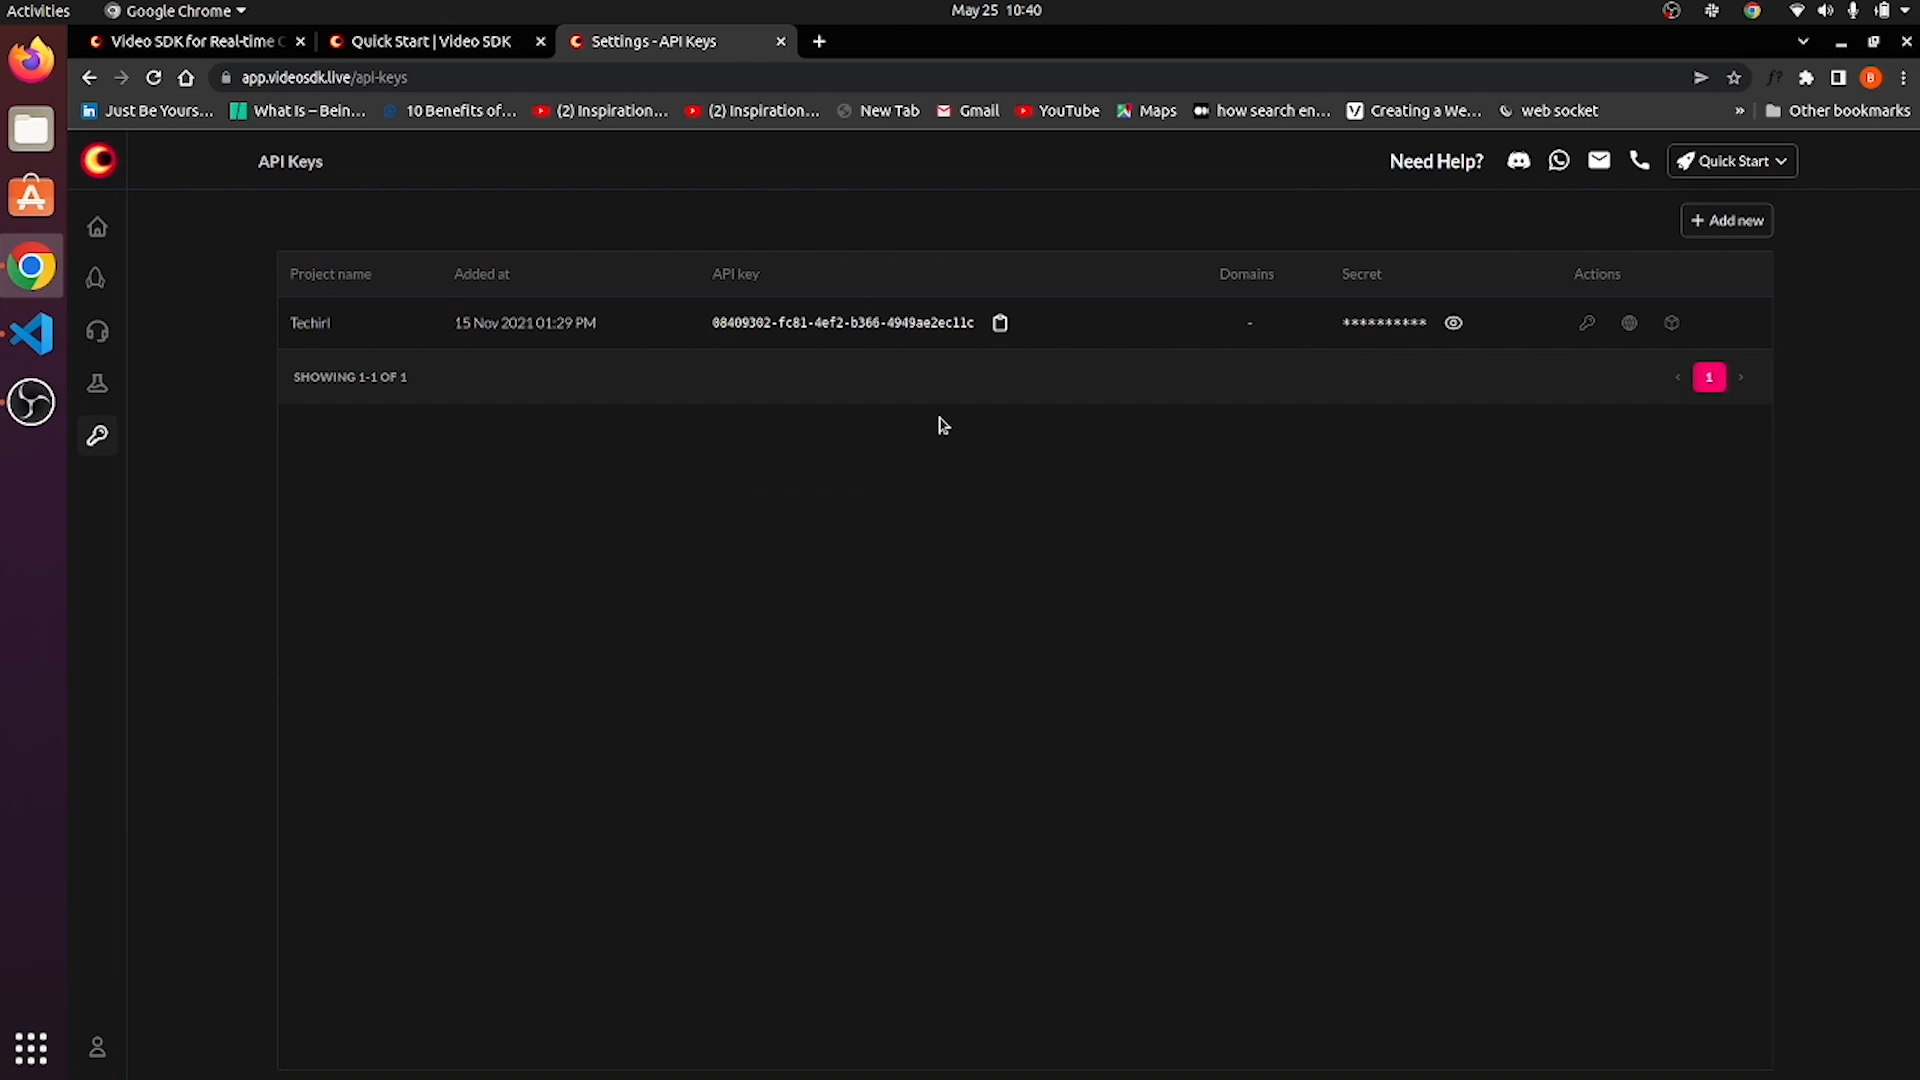 Activities Google Chrome May 25 10:40
Video SDK for Real-time C Quick Start | Video SDK Settings - API Keys
app.videosdk.live/api-keys f? B
in Just Be Yours... What Is – Bein... 10 Benefits of... (2) Inspiration... (2) Inspiration... New Tab Gmail YouTube Maps how search en... Creating a We... web socket » Other bookmarks
API Keys Need Help? Quick Start
+ Add new
Project name Added at API key Domains Secret Actions
Techirl 15 Nov 2021 01:29 PM 08409302-fc81-4ef2-b366-4949ae2ec11c - **********
SHOWING 1-1 OF 1 ‹ 1 ›